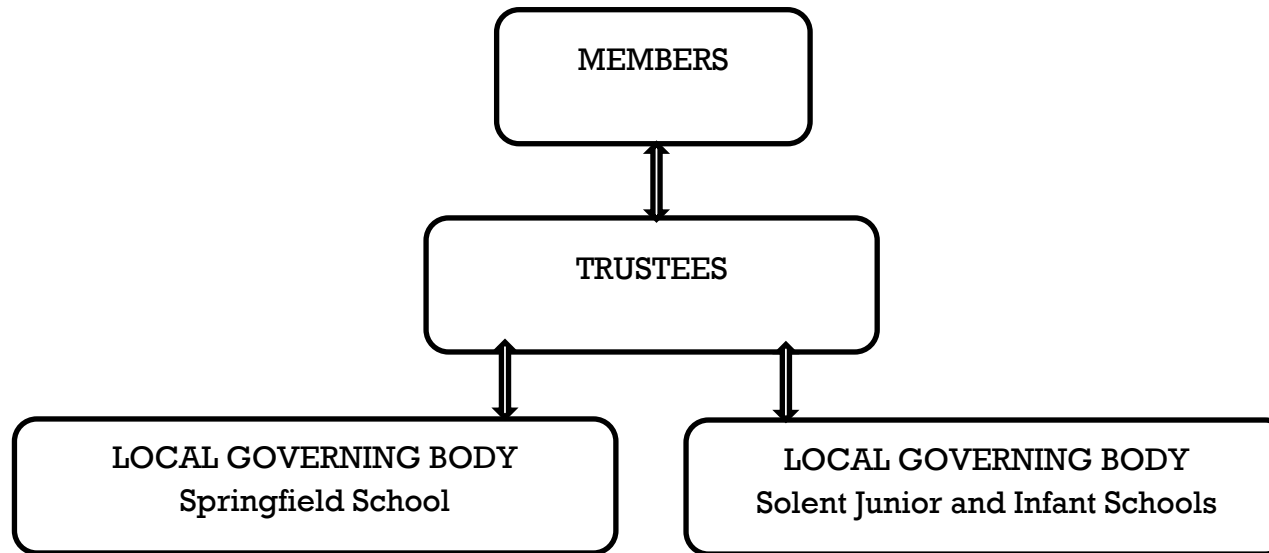 MEMBERS
TRUSTEES
LOCAL GOVERNING BODY
Springfield School
LOCAL GOVERNING BODY
Solent Junior and Infant Schools